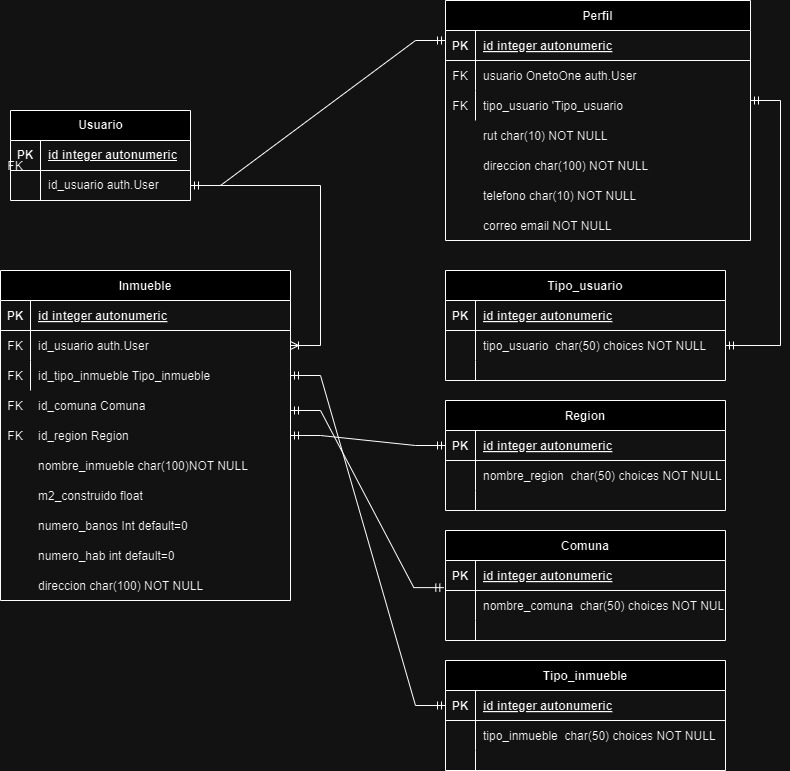 Perfil
PK id integer autonumeric
FK usuario OnetoOne auth.User
FK tipo_usuario 'Tipo_usuario
rut char(10) NOT NULL
direccion char(100) NOT NULL
telefono char(10) NOT NULL
correo email NOT NULL
Usuario
PK id integer autonumeric
FK
id_usuario auth.User
Inmueble
PK id integer autonumeric
FK id_usuario auth.User
FK id_tipo_inmueble Tipo_inmueble
FK id_comuna Comuna
FK id_region Region
nombre_inmueble char(100)NOT NULL
m2_construido float
numero_banos Int default=0
numero_hab int default=0
direccion char(100) NOT NULL
Tipo_usuario
PK id integer autonumeric
tipo_usuario char(50) choices NOT NULL
Region
PK id integer autonumeric
nombre_region char(50) choices NOT NULL
Comuna
PK id integer autonumeric
nombre_comuna char(50) choices NOT NUL
Tipo_inmueble
PK id integer autonumeric
tipo_inmueble char(50) choices NOT NULL